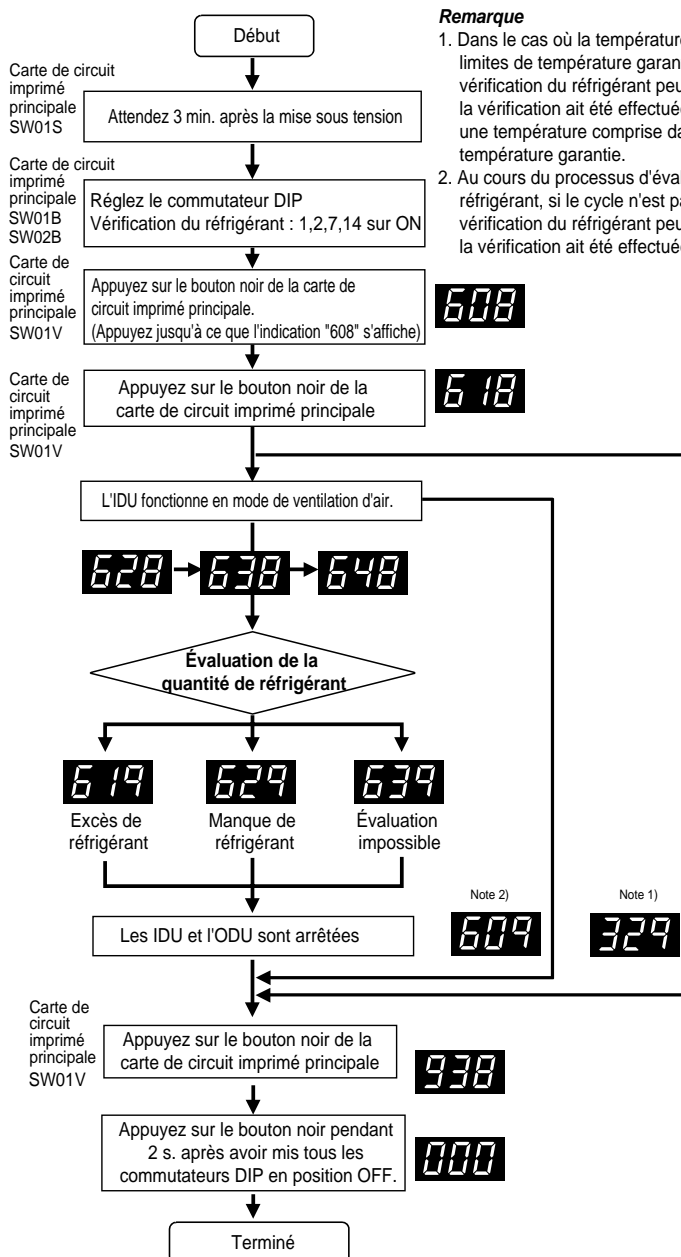 Début
Remarque
1. Dans le cas où la température
limites de température garan
vérification du réfrigérant peu
la vérification ait été effectuée
une température comprise da
température garantie.
2. Au cours du processus d'éval
réfrigérant, si le cycle n'est pa
vérification du réfrigérant peu
la vérification ait été effectuée
Carte de circuit
imprimé
principale
SW01S
Attendez 3 min. après la mise sous tension
Carte de circuit
imprimé
principale
SW01B
SW02B
Réglez le commutateur DIP
Vérification du réfrigérant : 1,2,7,14 sur ON
Carte de
circuit
imprimé
principale
SW01V
Appuyez sur le bouton noir de la carte de
circuit imprimé principale.
(Appuyez jusqu'à ce que l'indication "608" s'affiche)
608
Carte de
circuit
imprimé
principale
SW01V
Appuyez sur le bouton noir de la
carte de circuit imprimé principale
618
L'IDU fonctionne en mode de ventilation d'air.
628 638 648
Évaluation de la
quantité de réfrigérant
619 629 639
Excès de
réfrigérant
Manque de
réfrigérant
Évaluation
impossible
Les IDU et l'ODU sont arrêtées
Note 2)
609
Note 1)
329
Carte de
circuit
imprimé
principale
SW01V
Appuyez sur le bouton noir de la
carte de circuit imprimé principale
938
Appuyez sur le bouton noir pendant
2 s. après avoir mis tous les
commutateurs DIP en position OFF.
000
Terminé